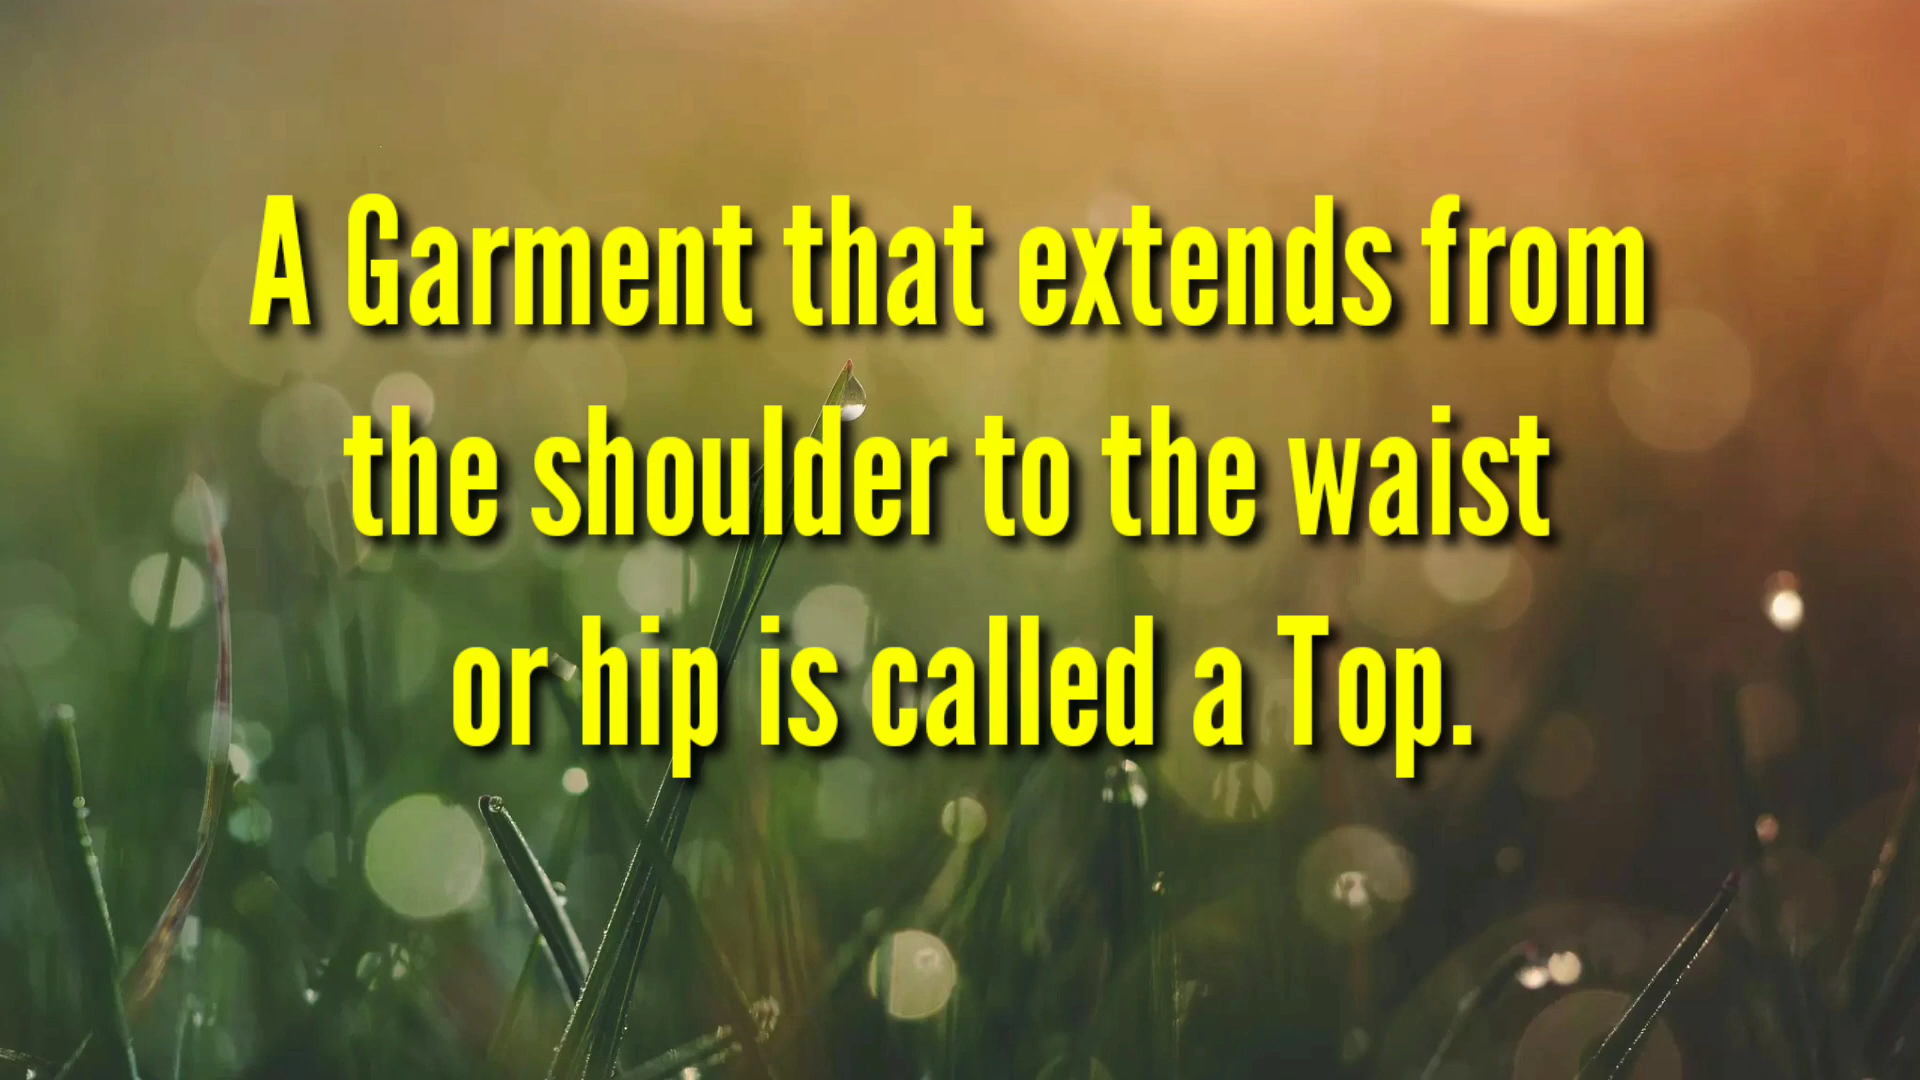 A Garment that extends from
the shoulder to the waist
or hip is called a Top.